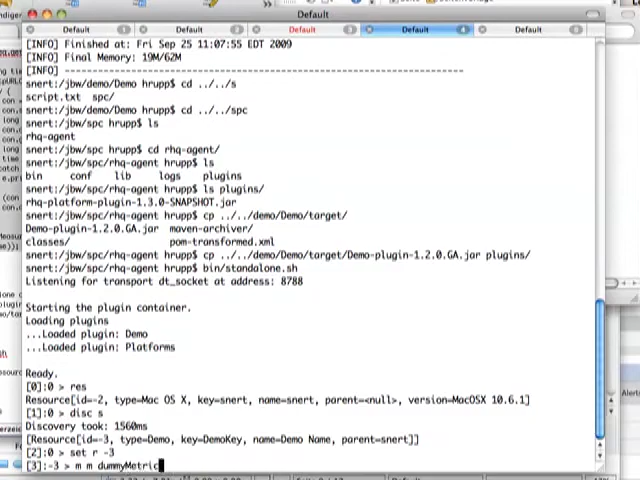 Default
Default
Default
Default
Default
Default
[INFO] Finished at: Fri Sep 25 11:07:55 EDT 2009
[INFO] Final Memory: 19M/62M
[INFO] ------------------------------------------------------------------------
snert:/jbw/demo/Demo hrupp$ cd ../../s
script.txt spc/
snert:/jbw/demo/Demo hrupp$ cd ../../spc
snert:/jbw/spc hrupp$ ls
rhq-agent
snert:/jbw/spc hrupp$ cd rhq-agent/
snert:/jbw/spc/rhq-agent hrupp$ ls
bin conf lib logs plugins
snert:/jbw/spc/rhq-agent hrupp$ ls plugins/
rhq-platform-plugin-1.3.0-SNAPSHOT.jar
snert:/jbw/spc/rhq-agent hrupp$ cp ../../demo/Demo/target/
Demo-plugin-1.2.0.GA.jar maven-archiver/
classes/ pom-transformed.xml
snert:/jbw/spc/rhq-agent hrupp$ cp ../../demo/Demo/target/Demo-plugin-1.2.0.GA.jar plugins/
snert:/jbw/spc/rhq-agent hrupp$ bin/standalone.sh
Listening for transport dt_socket at address: 8788
Starting the plugin container.
Loading plugins
...Loaded plugin: Demo
...Loaded plugin: Platforms
Ready.
[0]:0 > res
Resource[id=-2, type=Mac OS X, key=snert, name=snert, parent=<null>, version=MacOSX 10.6.1]
[1]:0 > disc s
Discovery took: 1560ms
[Resource[id=-3, type=Demo, key=DemoKey, name=Demo Name, parent=snert]]
[2]:0 > set r -3
[3]:-3 > m m dummyMetric
Alerts